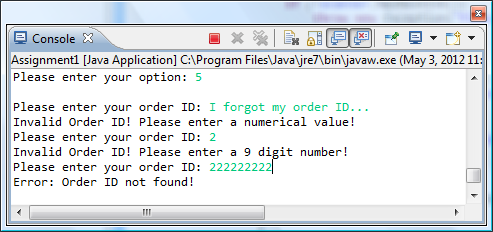 Console
Assignment1 [Java Application] C:\Program Files\Java\jre7\bin\javaw.exe (May 3, 2012 11:
Please enter your option: 5
Please enter your order ID: I forgot my order ID...
Invalid Order ID! Please enter a numerical value!
Please enter your order ID: 2
Invalid Order ID! Please enter a 9 digit number!
Please enter your order ID: 222222222
Error: Order ID not found!